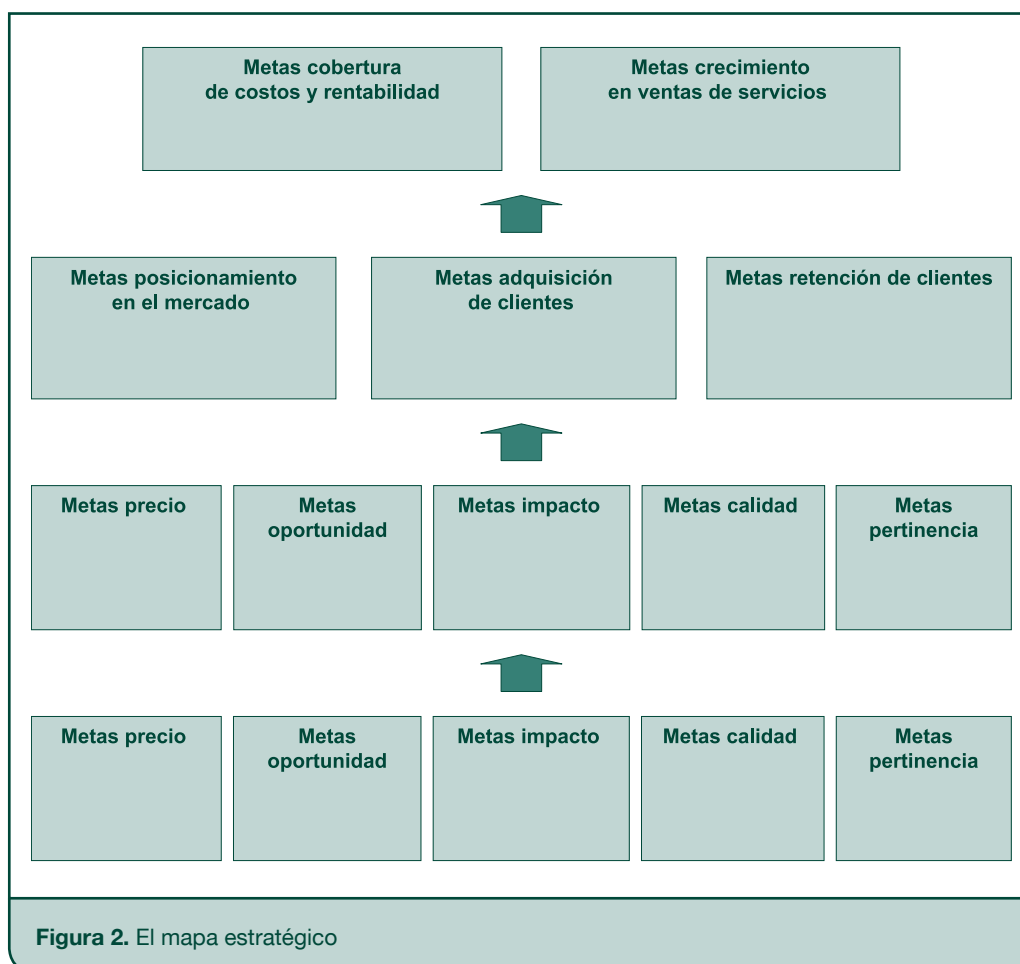 Metas cobertura
de costos y rentabilidad
Metas crecimiento
en ventas de servicios
Metas posicionamiento
en el mercado
Metas adquisición
de clientes
Metas retención de clientes
Metas precio
Metas
oportunidad
Metas impacto
Metas calidad
Metas
pertinencia
Metas precio
Metas
oportunidad
Metas impacto
Metas calidad
Metas
pertinencia
Figura 2. El mapa estratégico